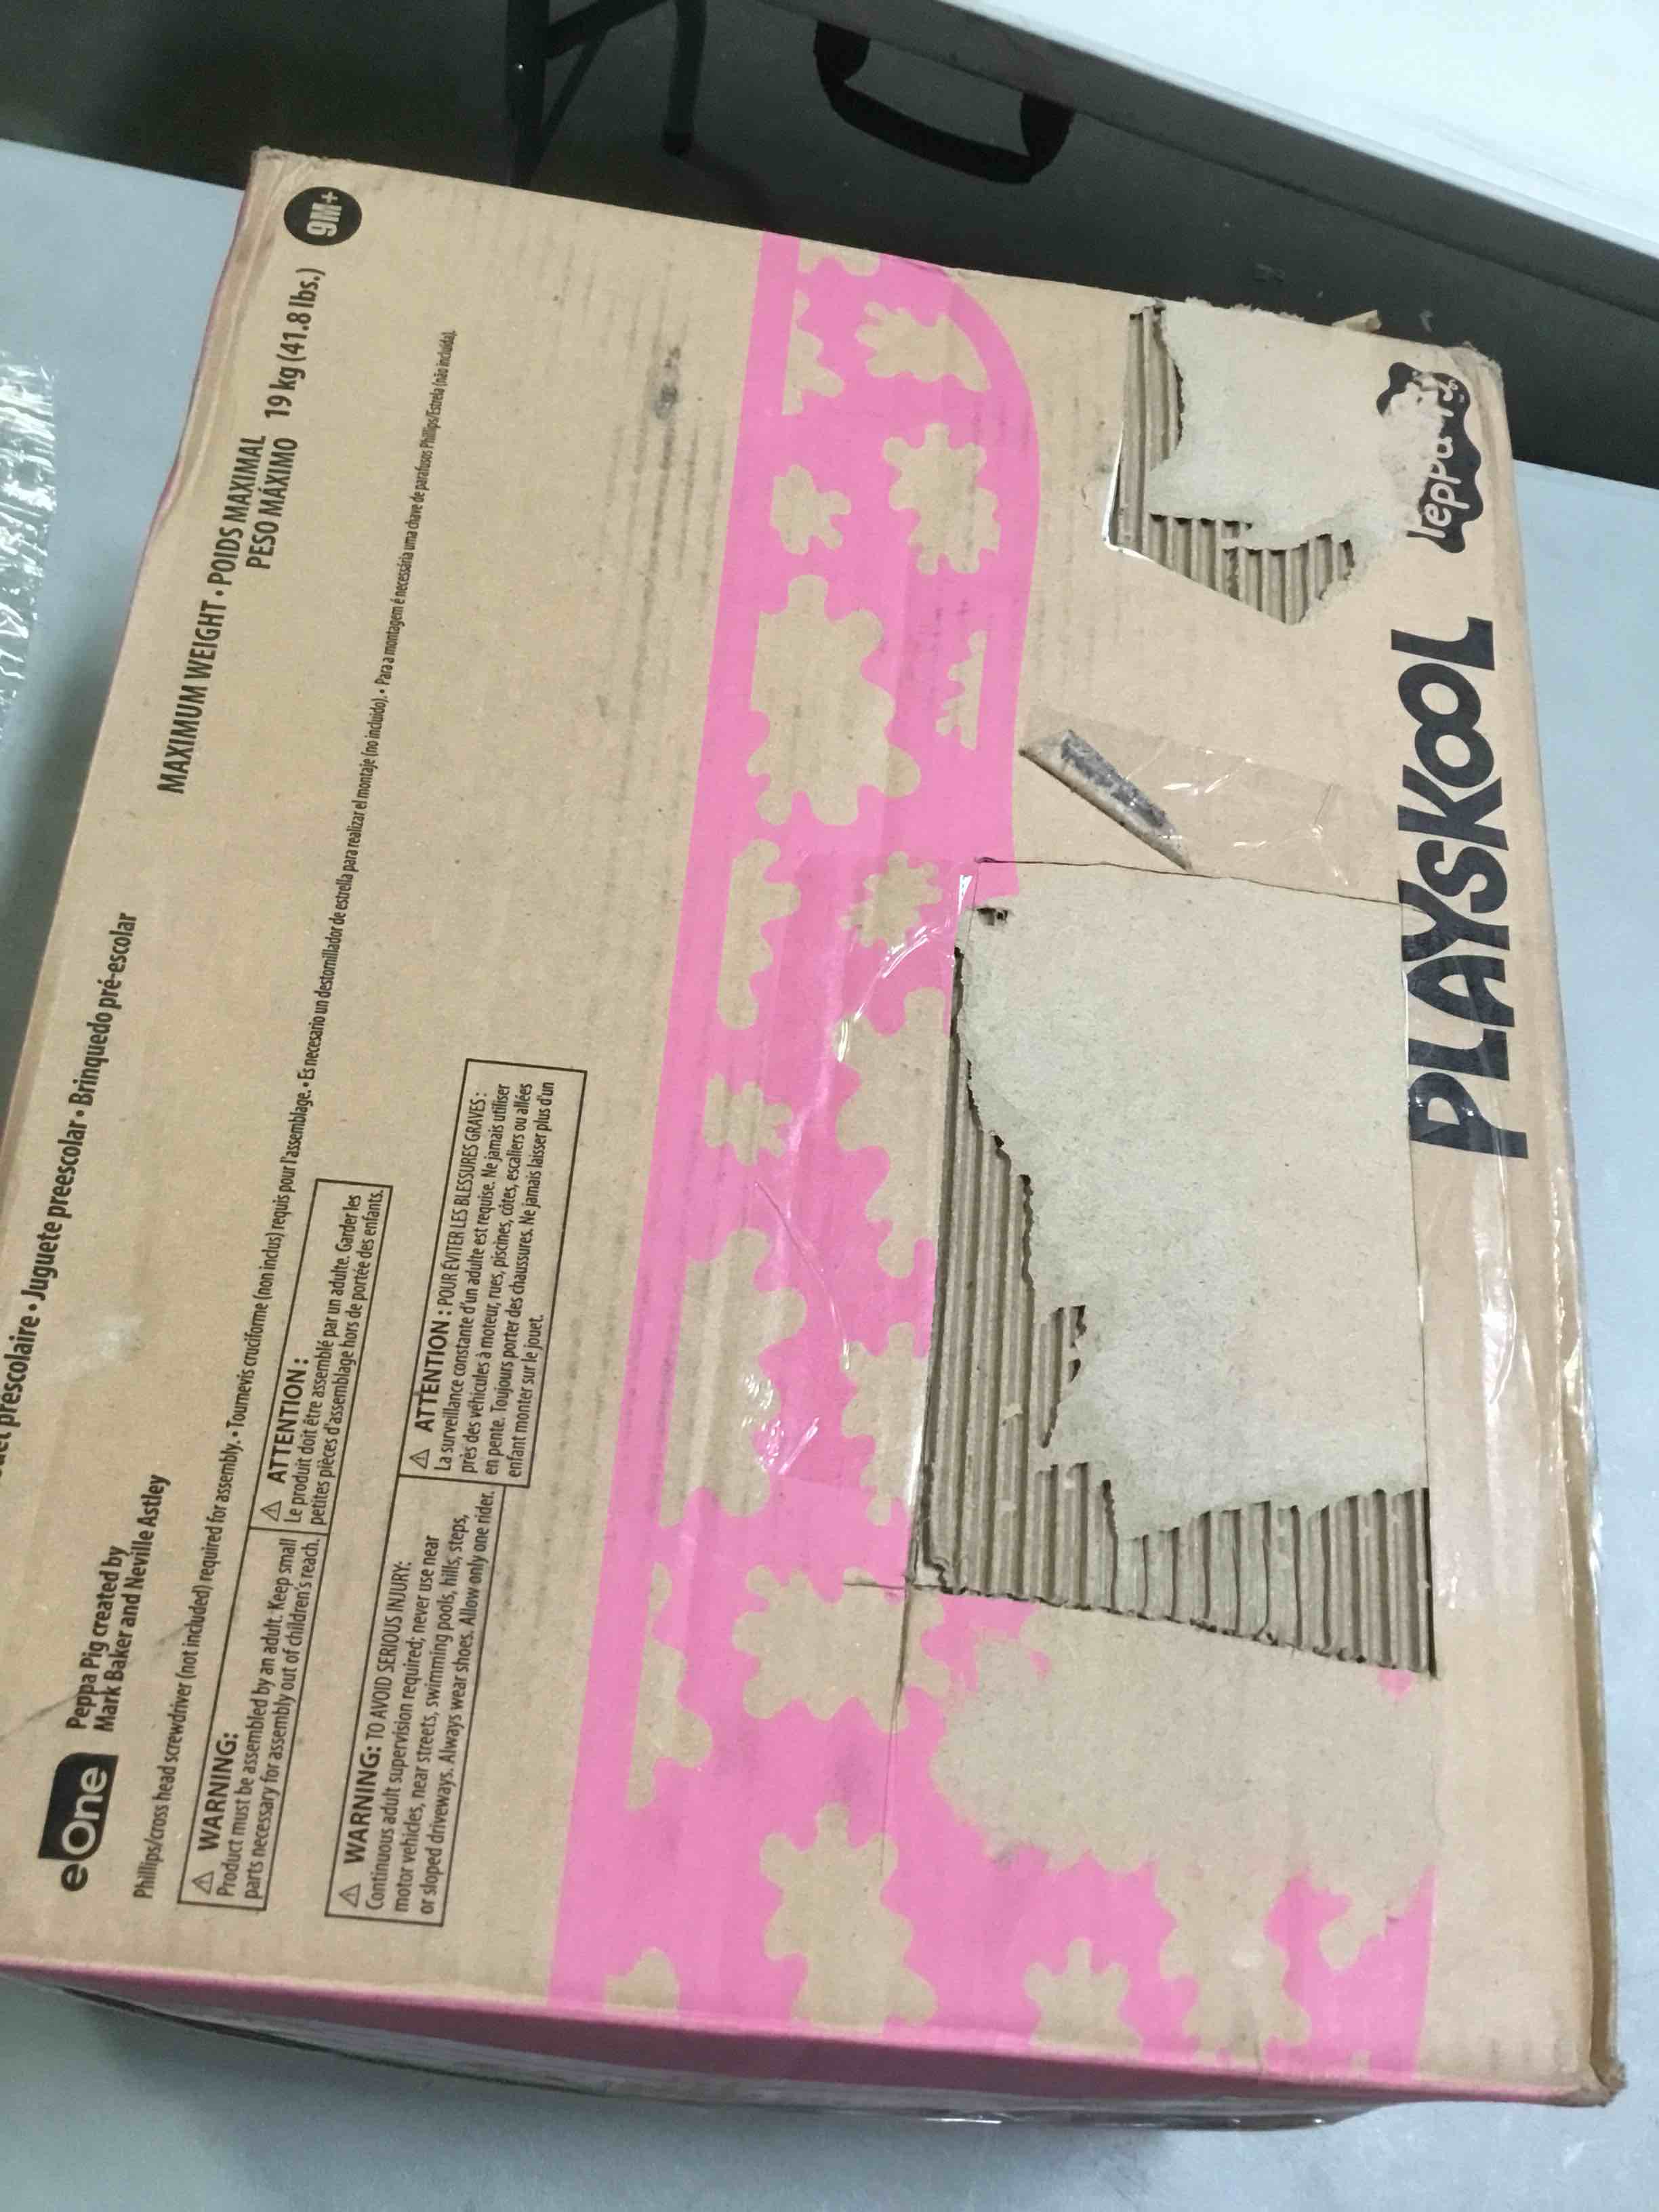 préscolaire • Juguete preescolar • Brinquedo pré-escolar
eOne
Peppa Pig created by
Mark Baker and Neville Astley
MAXIMUM WEIGHT • POIDS MAXIMAL
PESO MÁXIMO
19 kg (41.8 lbs.)
9M+
Phillips/cross head screwdriver (not included) required for assembly. • Tournevis cruciforme (non inclus) requis pour l'assemblage. • Es necesario un destornillador de estrella para realizar el montaje (no incluido). • Para a montagem é necessária uma chave de parafusos Phillips/Estrela (não incluída).
⚠ WARNING:
Product must be assembled by an adult. Keep small
parts necessary for assembly out of children's reach.
⚠ ATTENTION :
Le produit doit être assemblé par un adulte. Garder les
petites pièces d'assemblage hors de portée des enfants.
⚠ WARNING: TO AVOID SERIOUS INJURY:
Continuous adult supervision required; never use near
motor vehicles, near streets, swimming pools, hills, steps,
or sloped driveways. Always wear shoes. Allow only one rider.
⚠ ATTENTION : POUR ÉVITER LES BLESSURES GRAVES :
La surveillance constante d'un adulte est requise. Ne jamais utiliser
près des véhicules à moteur, rues, piscines, côtes, escaliers ou allées
en pente. Toujours porter des chaussures. Ne jamais laisser plus d'un
enfant monter sur le jouet.
PLAYSKOOL